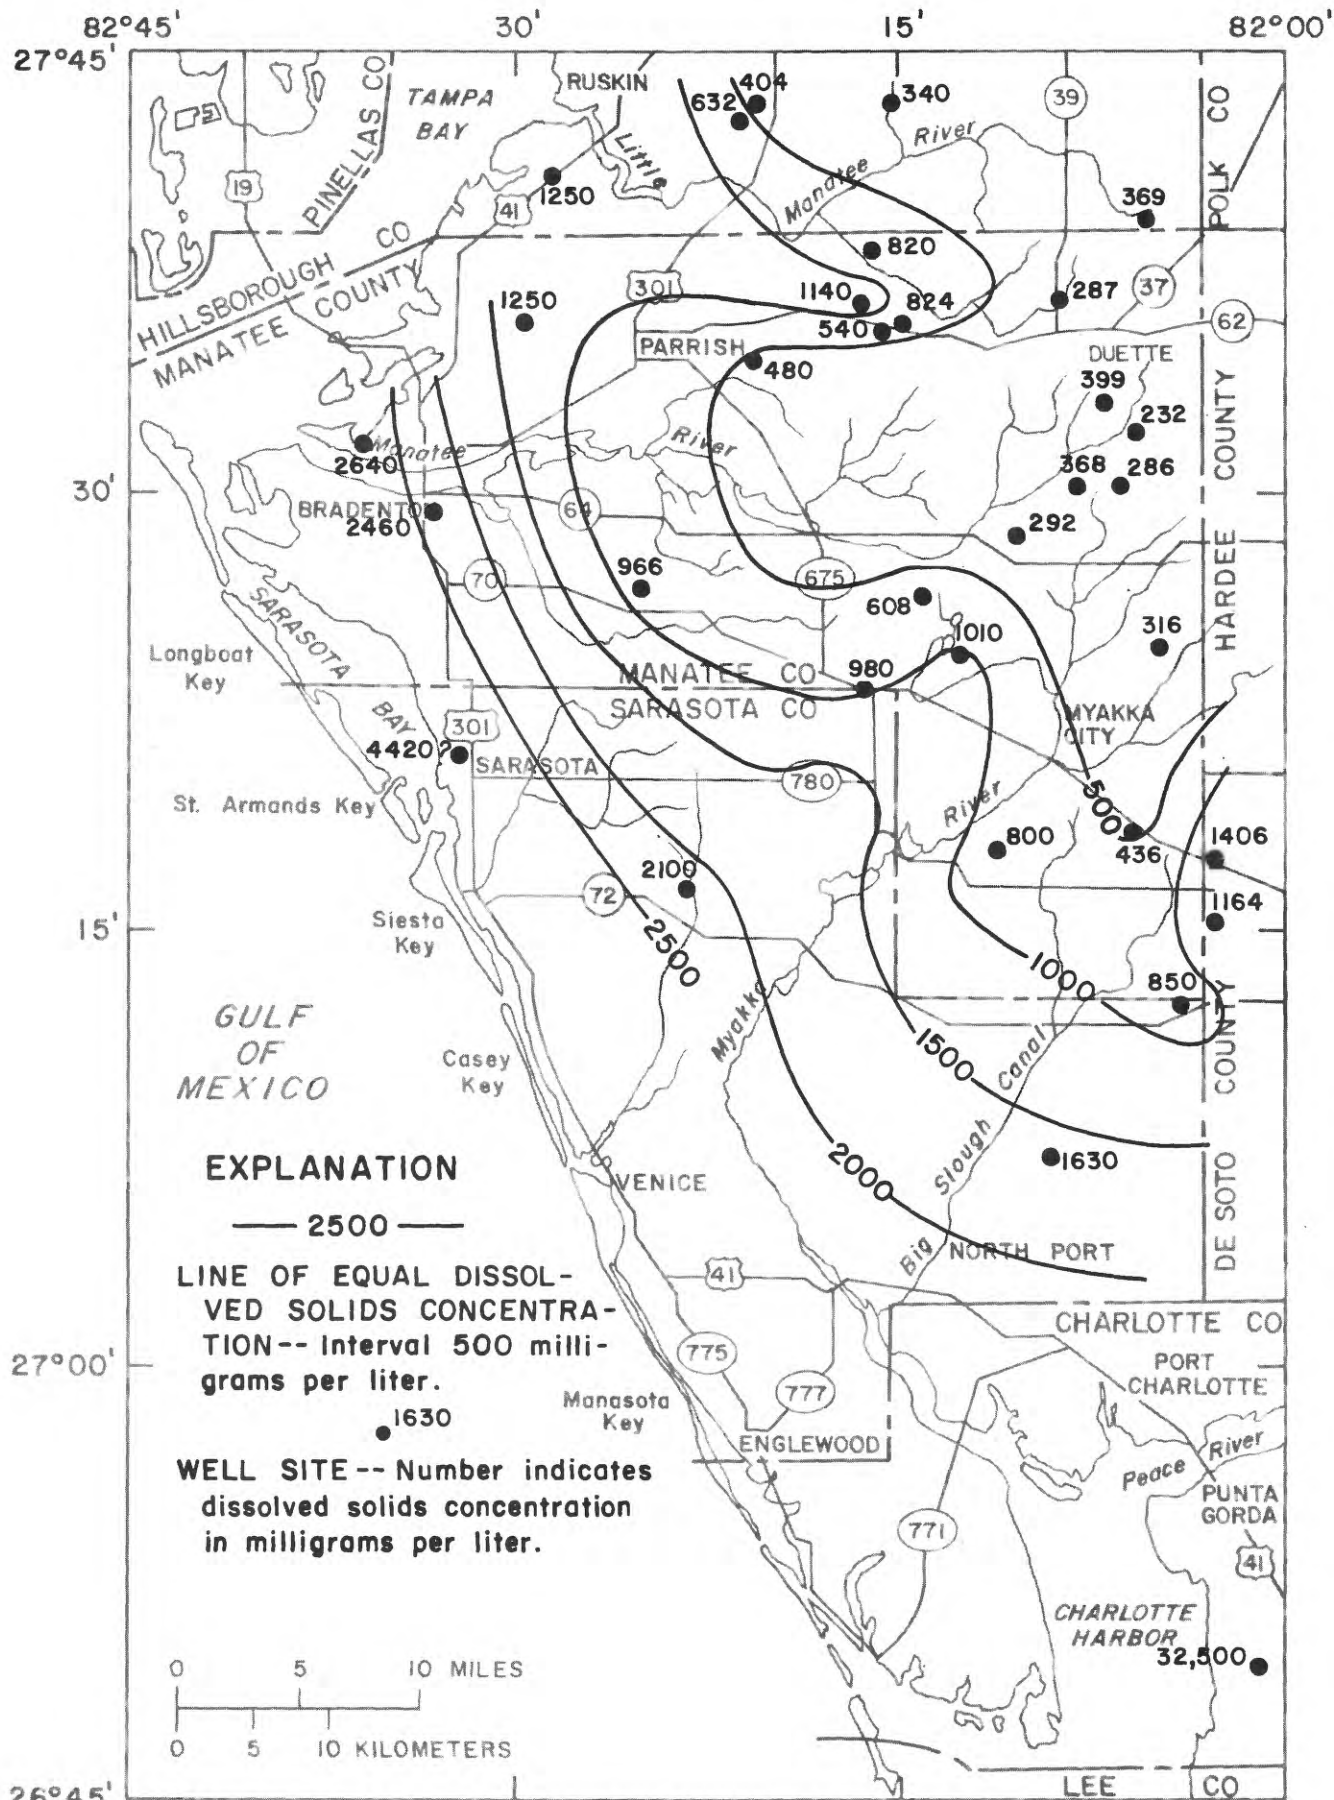 82°45' 30' 15' 82°00'
27°45'
TAMPA
BAY
PINELLAS CO
RUSKIN
Little
Manatee
River
404
632
340
39
POLK CO
19
1250
41
369
HILLSBOROUGH CO
MANATEE COUNTY
820
301
1140
824
540
287
37
62
1250
PARRISH
480
DUETTE
399
232
368
286
292
HARDEE COUNTY
Manatee
River
2640
30'
BRADENTON
2460
64
70
966
675
608
1010
316
SARASOTA
BAY
Longboat
Key
MANATEE CO
980
SARASOTA CO
MYAKKA
CITY
301
4420?
SARASOTA
780
St. Armands Key
River
500
800
436
1406
1164
2100
72
15'
Siesta
Key
2500
1000
850
GULF
OF
MEXICO
Casey
Key
Myakka
1500
Canal
Slough
Big
DE SOTO COUNTY
1630
2000
VENICE
NORTH PORT
41
EXPLANATION
2500
LINE OF EQUAL DISSOL-
VED SOLIDS CONCENTRA-
TION-- Interval 500 milli-
grams per liter.
1630
WELL SITE-- Number indicates
dissolved solids concentration
in milligrams per liter.
27°00'
CHARLOTTE CO
PORT
CHARLOTTE
775
777
Manasota
Key
ENGLEWOOD
Peace River
PUNTA
GORDA
771
41
CHARLOTTE
HARBOR
32,500
0 5 10 MILES
0 5 10 KILOMETERS
26°45'
LEE CO